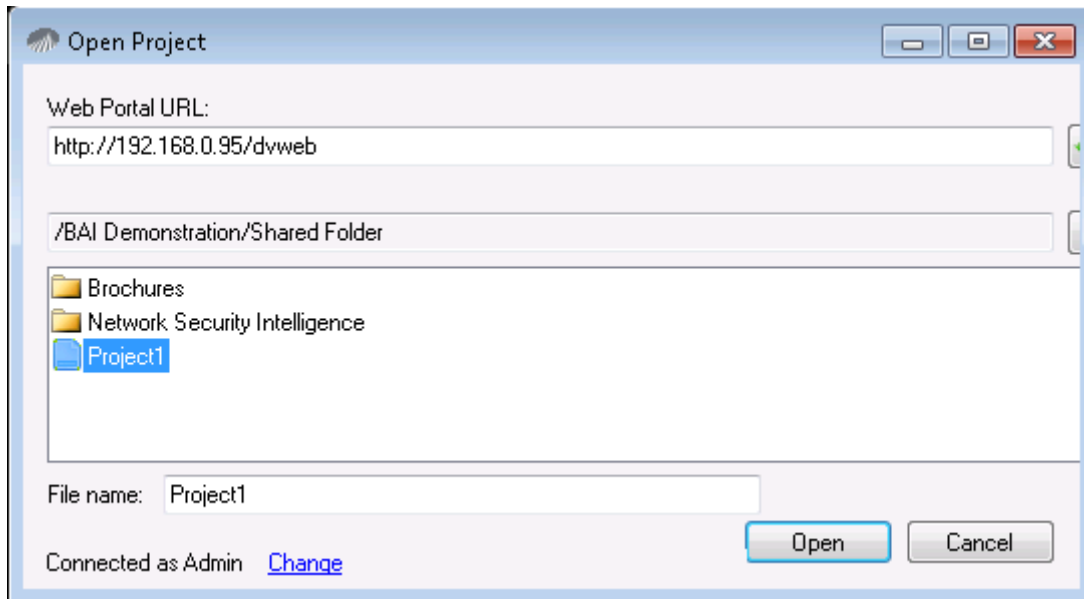 Open Project
Web Portal URL:
http://192.168.0.95/dvweb
/BAI Demonstration/Shared Folder
Brochures
Network Security Intelligence
Project1
File name: Project1
Open Cancel
Connected as Admin Change